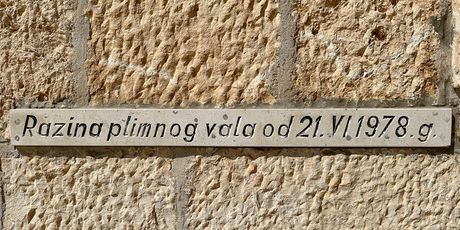 Razina plimnog vala od 21. VI. 1978. g.